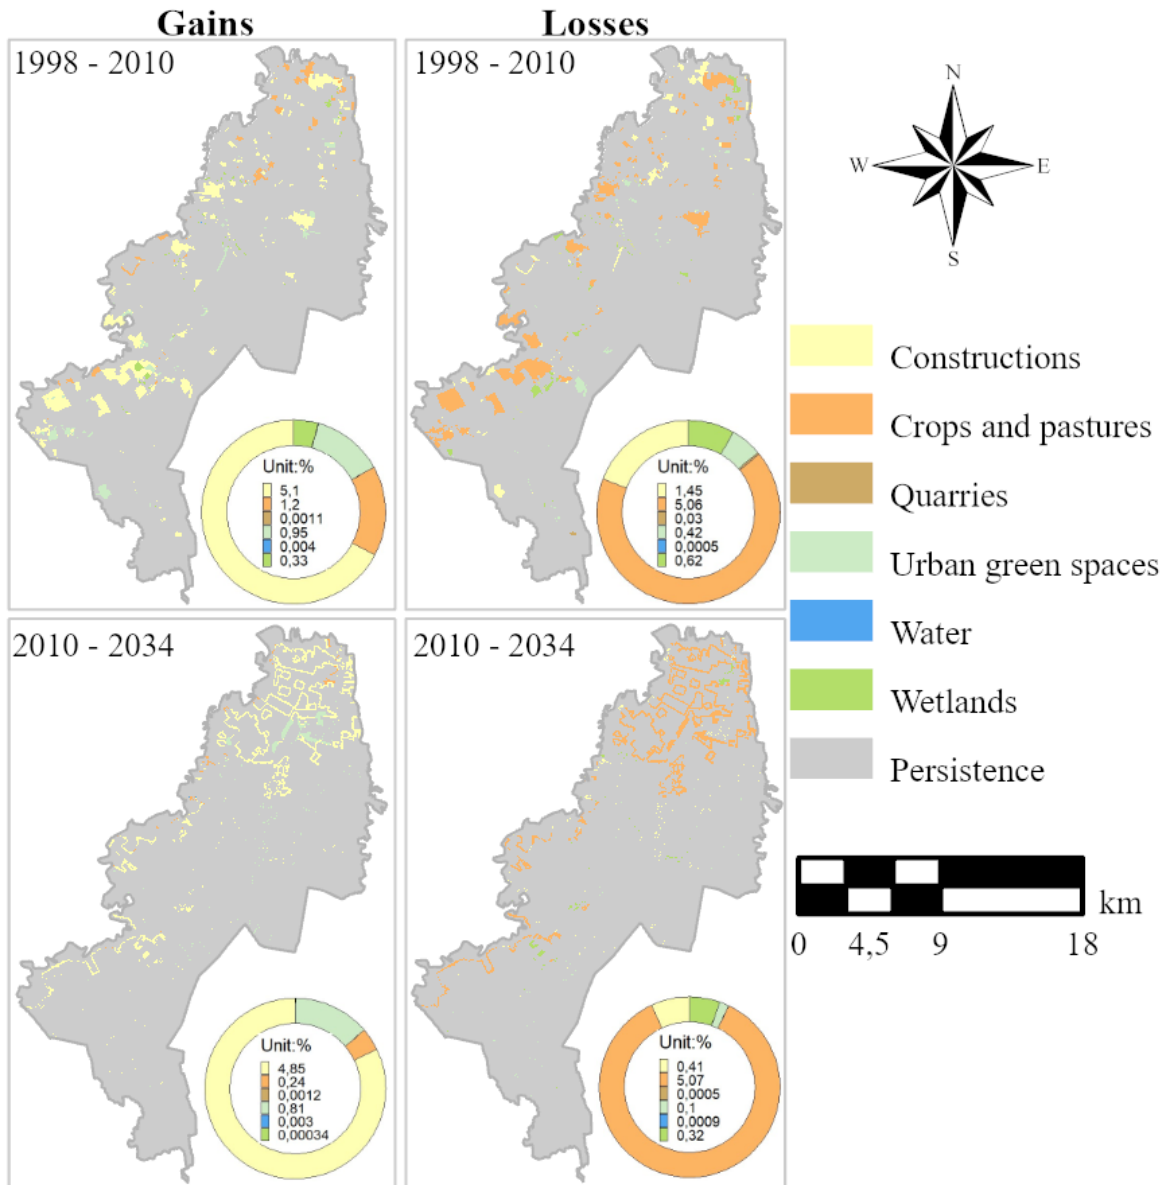 Gains
Losses
1998 - 2010
1998 - 2010
N
W
E
S
Unit:%
5,1
1,2
0,0011
0,95
0,004
0,33
Unit:%
1,45
5,06
0,03
0,42
0,0005
0,62
Constructions
Crops and pastures
Quarries
Urban green spaces
Water
Wetlands
Persistence
2010 - 2034
2010 - 2034
Unit:%
4,85
0,24
0,0012
0,81
0,003
0,00034
Unit:%
0,41
5,07
0,0005
0,1
0,0009
0,32
km
0 4,5 9 18